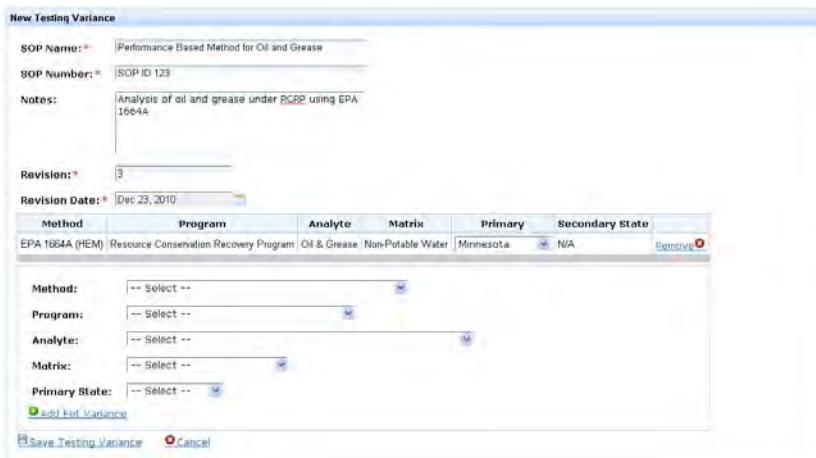 New Testing Variance
SOP Name:* Performance Based Method for Oil and Grease
SOP Number:* SOP ID 123
Notes: Analysis of oil and grease under RCRP using EPA
1664A
Revision:* 3
Revision Date:* Dec 23, 2010
Method Program Analyte Matrix Primary Secondary State
EPA 1664A (HEM) Resource Conservation Recovery Program Oil & Grease Non-Potable Water Minnesota N/A Remove
Method: -- Select --
Program: -- Select --
Analyte: -- Select --
Matrix: -- Select --
Primary State: -- Select --
Add Fot Variance
Save Testing Variance Cancel